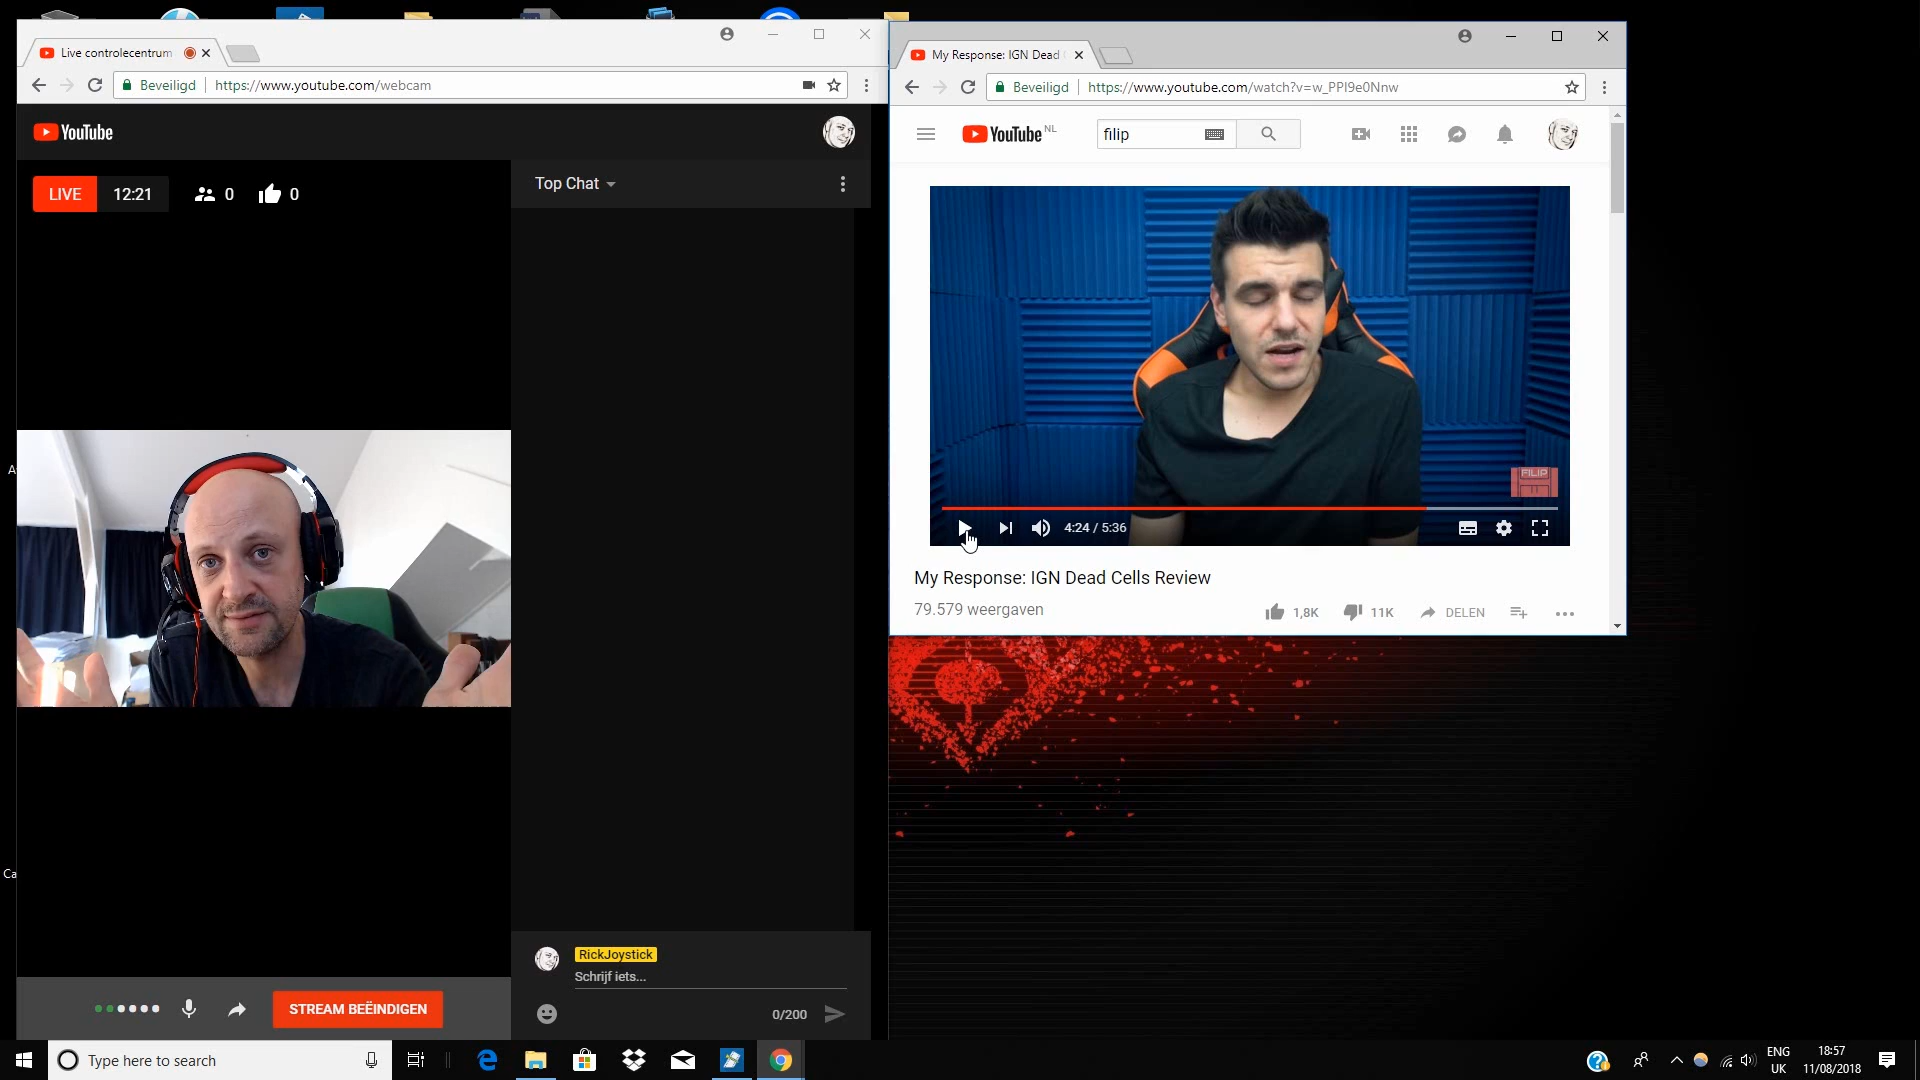 Live controlecentrum
Beveiligd
https://www.youtube.com/webcam
YouTube
LIVE
12:21
0
0
Top Chat
RickJoystick
Schrijf iets...
0/200
STREAM BEËINDIGEN
My Response: IGN Dead
Beveiligd
https://www.youtube.com/watch?v=w_PPI9e0Nnw
YouTube NL
filip
FILIP
4:24 / 5:36
My Response: IGN Dead Cells Review
79.579 weergaven
1,8K
11K
DELEN
A
Ca
Type here to search
ENG
UK
18:57
11/08/2018